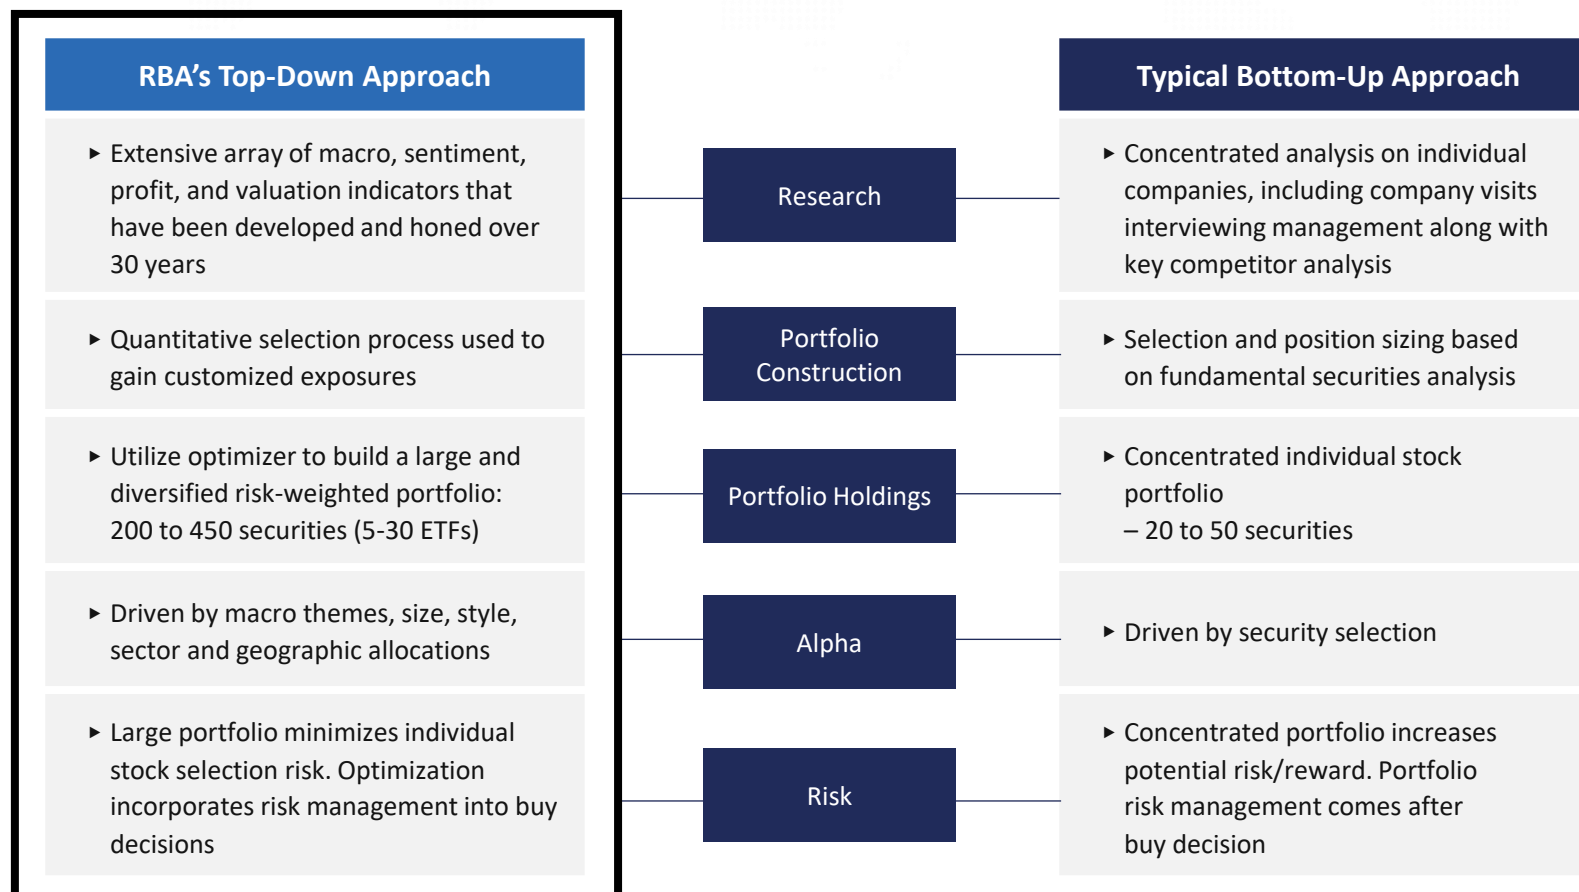 RBA’s Top-Down Approach
Typical Bottom-Up Approach
▸ Extensive array of macro, sentiment,
profit, and valuation indicators that
have been developed and honed over
30 years
Research
▸ Concentrated analysis on individual
companies, including company visits
interviewing management along with
key competitor analysis
▸ Quantitative selection process used to
gain customized exposures
Portfolio
Construction
▸ Selection and position sizing based
on fundamental securities analysis
▸ Utilize optimizer to build a large and
diversified risk-weighted portfolio:
200 to 450 securities (5-30 ETFs)
Portfolio Holdings
▸ Concentrated individual stock
portfolio
– 20 to 50 securities
▸ Driven by macro themes, size, style,
sector and geographic allocations
Alpha
▸ Driven by security selection
▸ Large portfolio minimizes individual
stock selection risk. Optimization
incorporates risk management into buy
decisions
Risk
▸ Concentrated portfolio increases
potential risk/reward. Portfolio
risk management comes after
buy decision